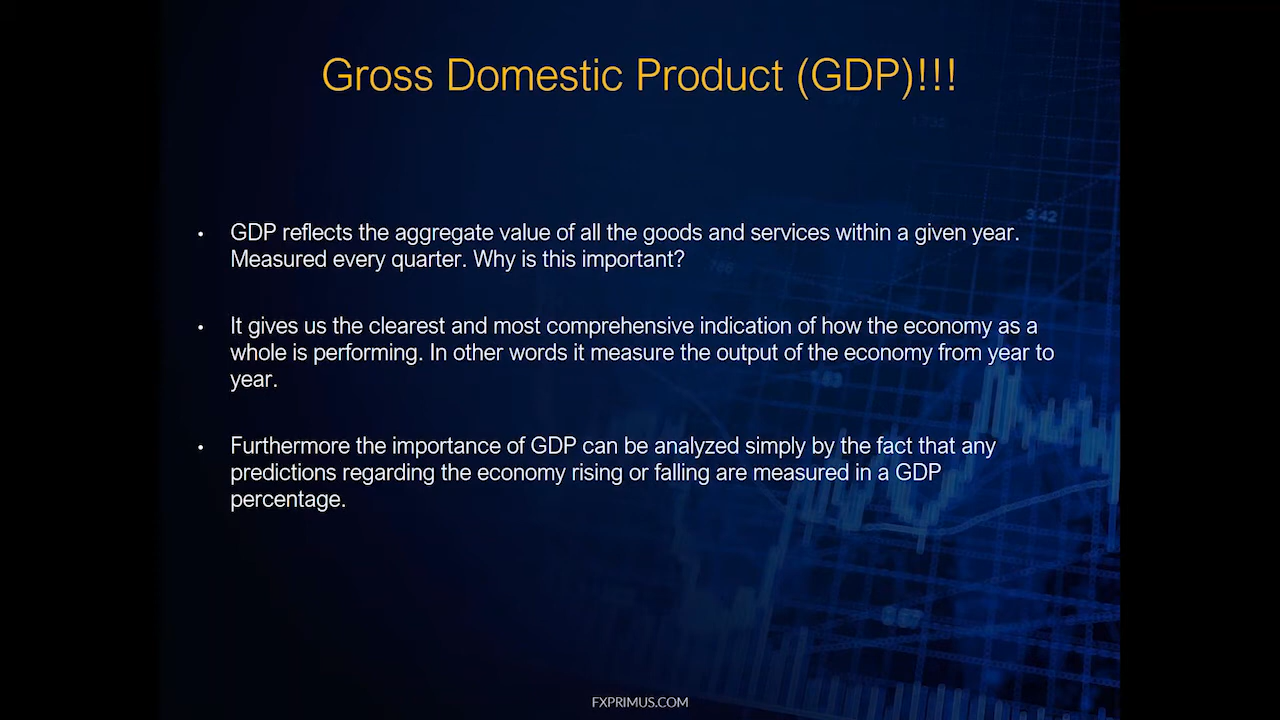 Gross Domestic Product (GDP)!!!
3.42
• GDP reflects the aggregate value of all the goods and services within a given year.
Measured every quarter. Why is this important?
• It gives us the clearest and most comprehensive indication of how the economy as a
whole is performing. In other words it measure the output of the economy from year to
year.
• Furthermore the importance of GDP can be analyzed simply by the fact that any
predictions regarding the economy rising or falling are measured in a GDP
percentage.
FXPRIMUS.COM